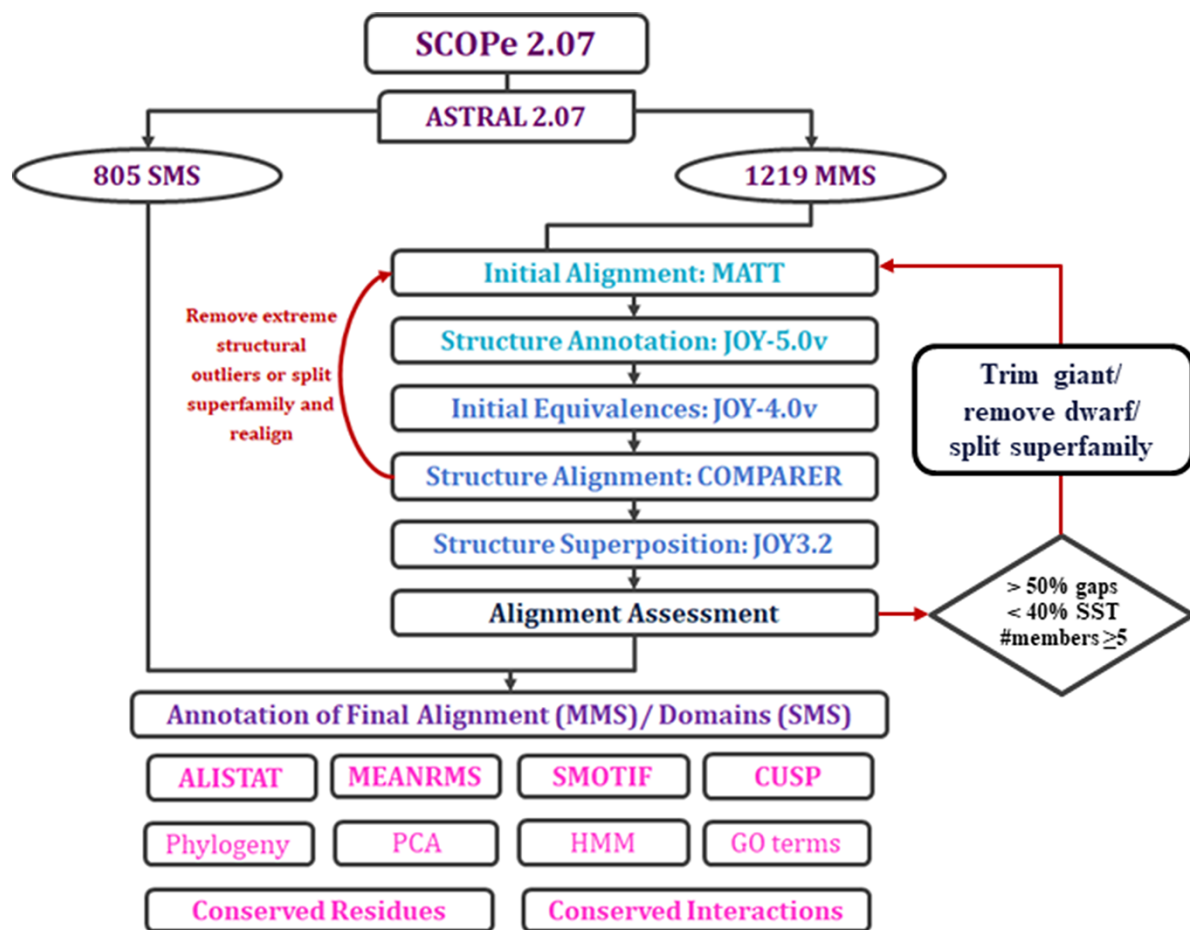 SCOPe 2.07
ASTRAL 2.07
805 SMS
1219 MMS
Initial Alignment: MATT
Remove extreme
structural
outliers or split
superfamily and
realign
Structure Annotation: JOY-5.0v
Initial Equivalences: JOY-4.0v
Structure Alignment: COMPARER
Structure Superposition: JOY3.2
Alignment Assessment
Trim giant/
remove dwarf/
split superfamily
> 50% gaps
< 40% SST
#members ≥5
Annotation of Final Alignment (MMS)/ Domains (SMS)
ALISTAT
MEANRMS
SMOTIF
CUSP
Phylogeny
PCA
HMM
GO terms
Conserved Residues
Conserved Interactions